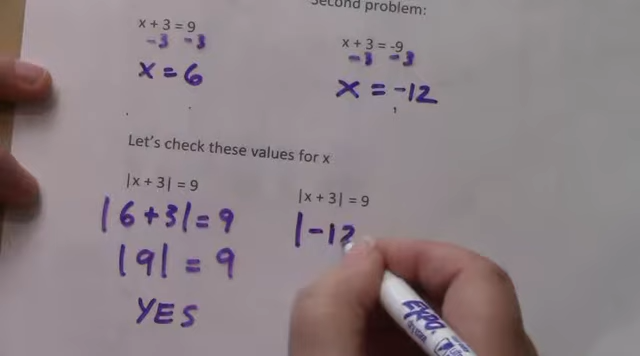 x + 3 = 9
-3 -3
x = 6
Second problem:
x + 3 = -9
-3 -3
x = -12
Let's check these values for x
|x + 3| = 9
|6+3| = 9
|9| = 9
YES
|x + 3| = 9
|-12
EXPO